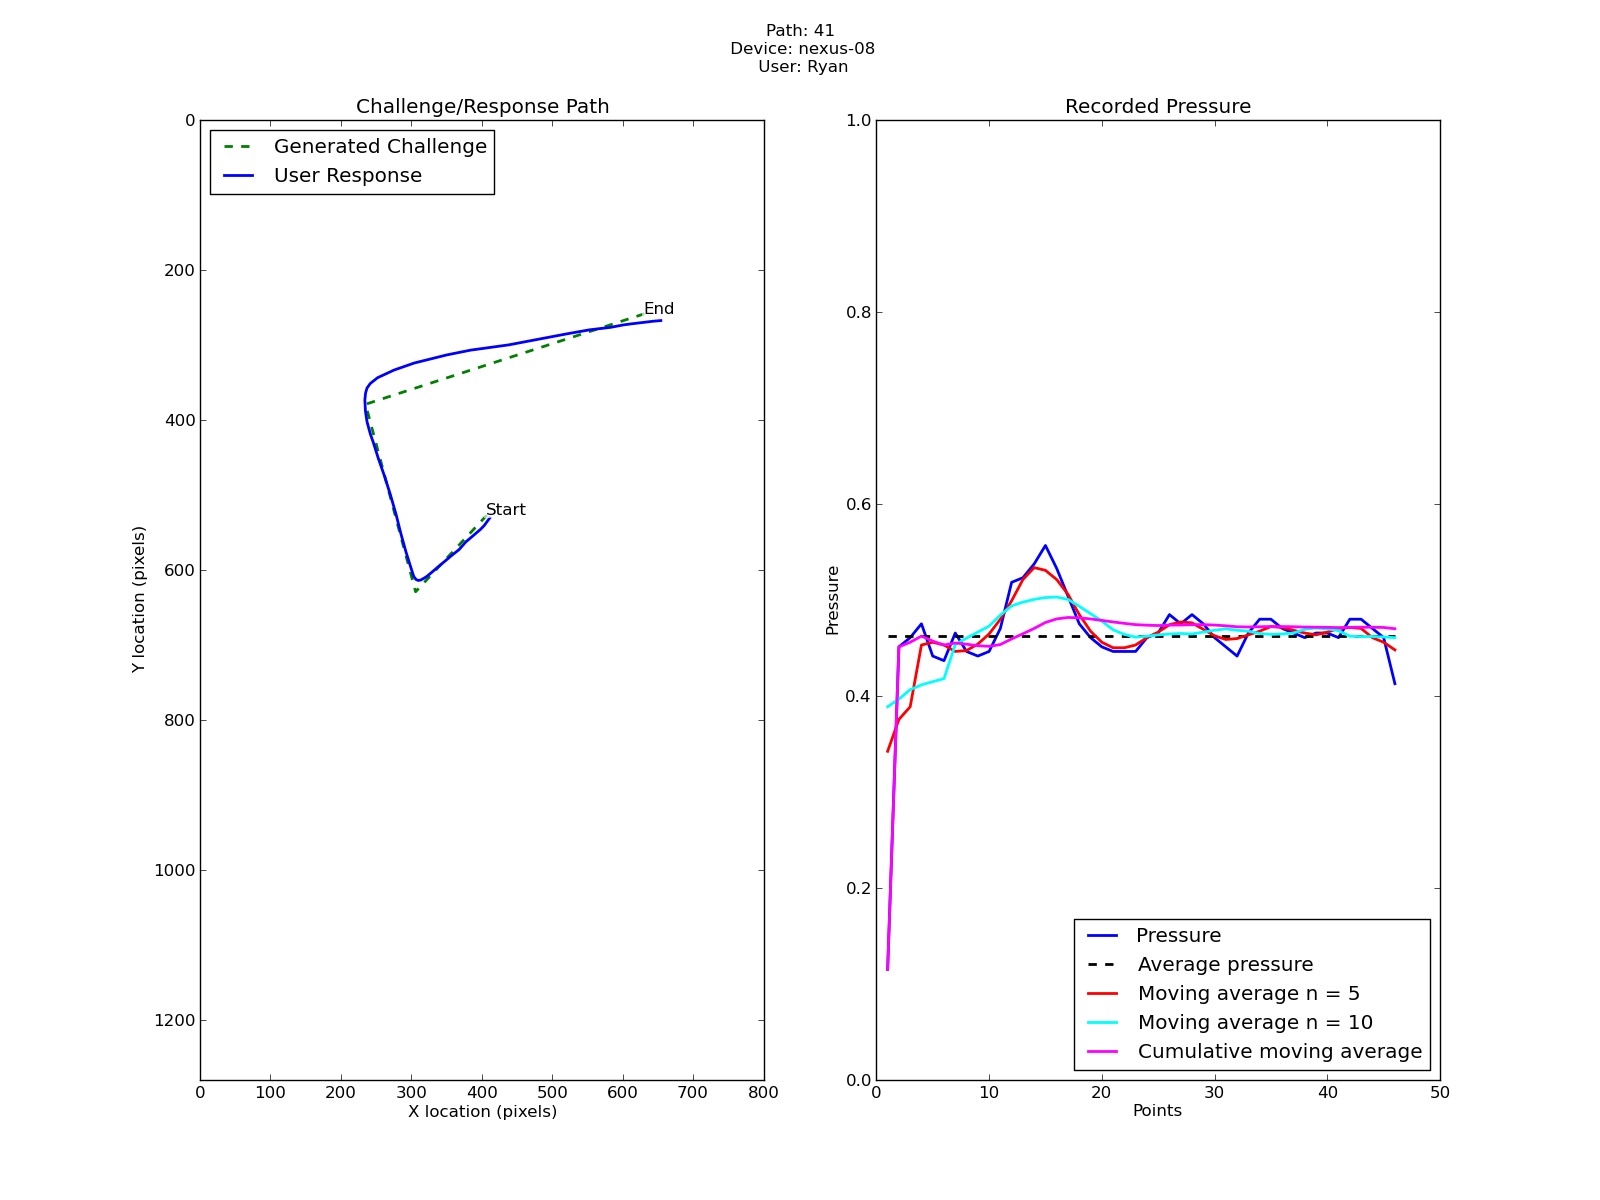 Path: 41
Device: nexus-08
User: Ryan
Challenge/Response Path
Generated Challenge
User Response
0
200
400
600
800
1000
1200
Y location (pixels)
End
Start
0 100 200 300 400 500 600 700 800
X location (pixels)
Recorded Pressure
1.0
0.8
0.6
0.4
0.2
0.0
Pressure
Pressure
Average pressure
Moving average n = 5
Moving average n = 10
Cumulative moving average
0 10 20 30 40 50
Points